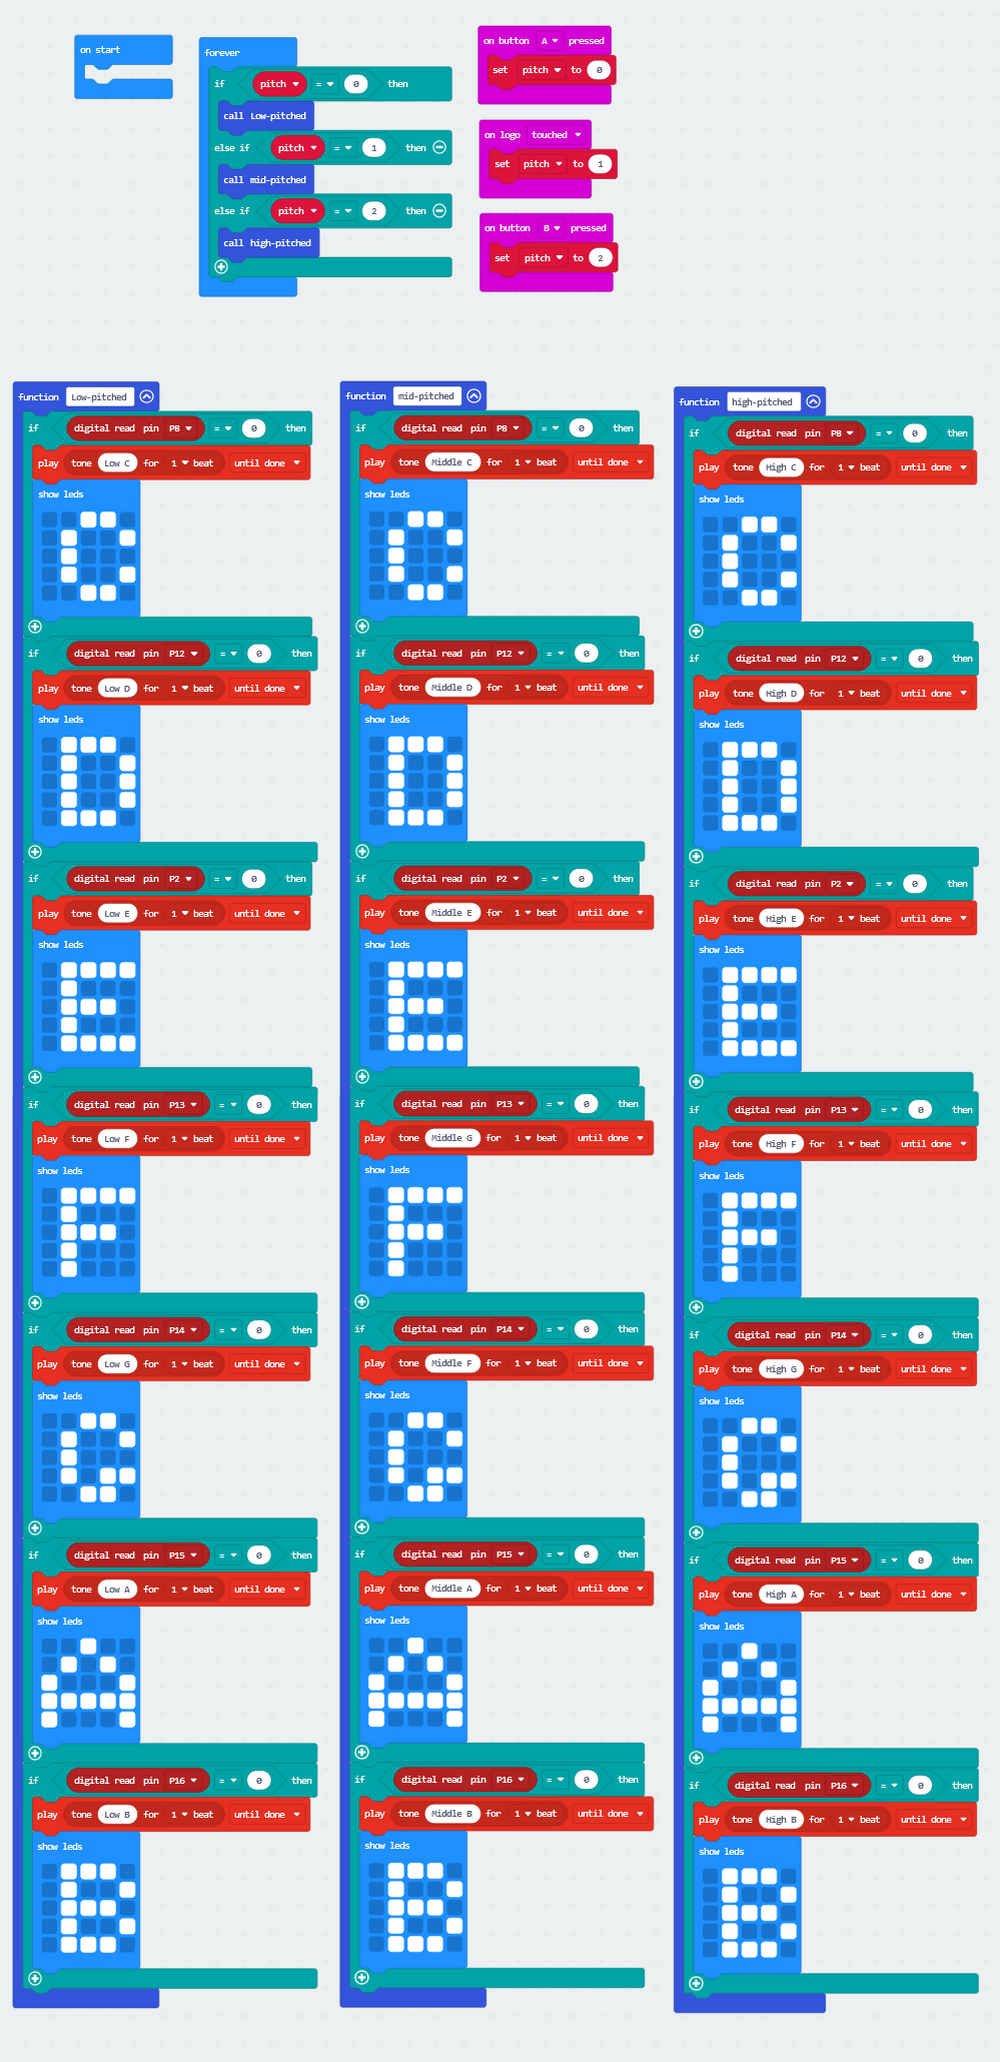 on start
forever
if pitch = 0 then
call Low-pitched
else if pitch = 1 then
call mid-pitched
else if pitch = 2 then
call high-pitched
on button A pressed
set pitch to 0
on logo touched
set pitch to 1
on button B pressed
set pitch to 2
function Low-pitched
if digital read pin P8 = 0 then
play tone Low C for 1 beat until done
show leds
if digital read pin P12 = 0 then
play tone Low D for 1 beat until done
show leds
if digital read pin P2 = 0 then
play tone Low E for 1 beat until done
show leds
if digital read pin P13 = 0 then
play tone Low F for 1 beat until done
show leds
if digital read pin P14 = 0 then
play tone Low G for 1 beat until done
show leds
if digital read pin P15 = 0 then
play tone Low A for 1 beat until done
show leds
if digital read pin P16 = 0 then
play tone Low B for 1 beat until done
show leds
function mid-pitched
if digital read pin P8 = 0 then
play tone Middle C for 1 beat until done
show leds
if digital read pin P12 = 0 then
play tone Middle D for 1 beat until done
show leds
if digital read pin P2 = 0 then
play tone Middle E for 1 beat until done
show leds
if digital read pin P13 = 0 then
play tone Middle G for 1 beat until done
show leds
if digital read pin P14 = 0 then
play tone Middle F for 1 beat until done
show leds
if digital read pin P15 = 0 then
play tone Middle A for 1 beat until done
show leds
if digital read pin P16 = 0 then
play tone Middle B for 1 beat until done
show leds
function high-pitched
if digital read pin P8 = 0 then
play tone High C for 1 beat until done
show leds
if digital read pin P12 = 0 then
play tone High D for 1 beat until done
show leds
if digital read pin P2 = 0 then
play tone High E for 1 beat until done
show leds
if digital read pin P13 = 0 then
play tone High F for 1 beat until done
show leds
if digital read pin P14 = 0 then
play tone High G for 1 beat until done
show leds
if digital read pin P15 = 0 then
play tone High A for 1 beat until done
show leds
if digital read pin P16 = 0 then
play tone High B for 1 beat until done
show leds